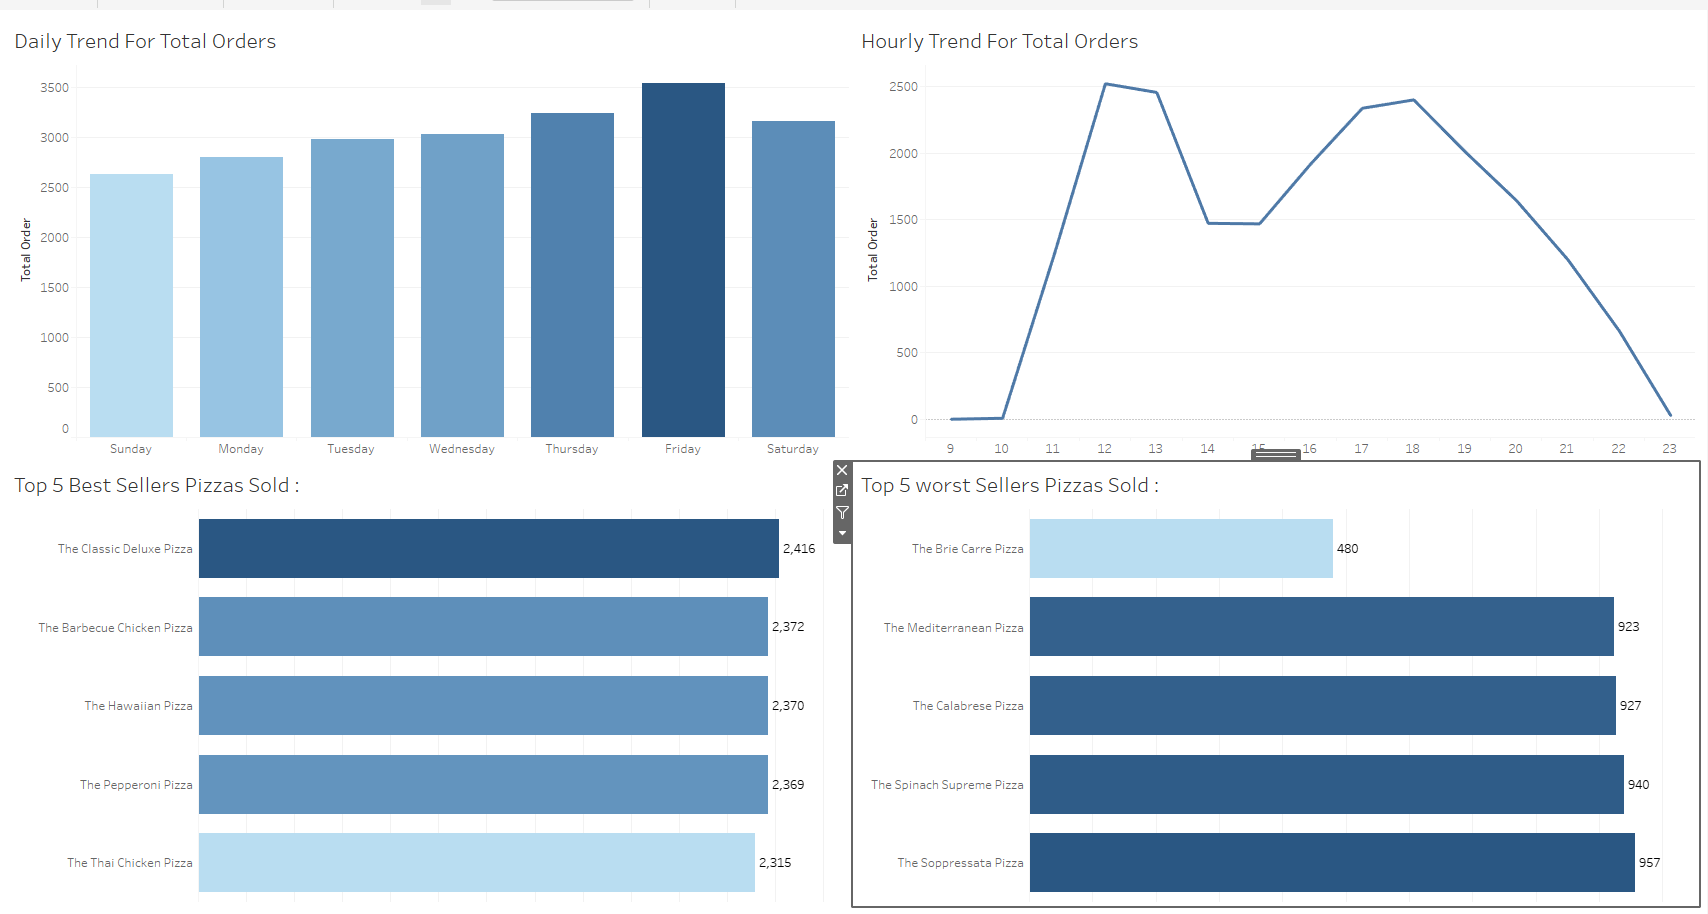 Daily Trend For Total Orders
Total Order
3500
3000
2500
2000
1500
1000
500
0
Sunday Monday Tuesday Wednesday Thursday Friday Saturday
Hourly Trend For Total Orders
Total Order
2500
2000
1500
1000
500
0
9 10 11 12 13 14 15 16 17 18 19 20 21 22 23
Top 5 Best Sellers Pizzas Sold :
The Classic Deluxe Pizza 2,416
The Barbecue Chicken Pizza 2,372
The Hawaiian Pizza 2,370
The Pepperoni Pizza 2,369
The Thai Chicken Pizza 2,315
Top 5 worst Sellers Pizzas Sold :
The Brie Carre Pizza 480
The Mediterranean Pizza 923
The Calabrese Pizza 927
The Spinach Supreme Pizza 940
The Soppressata Pizza 957